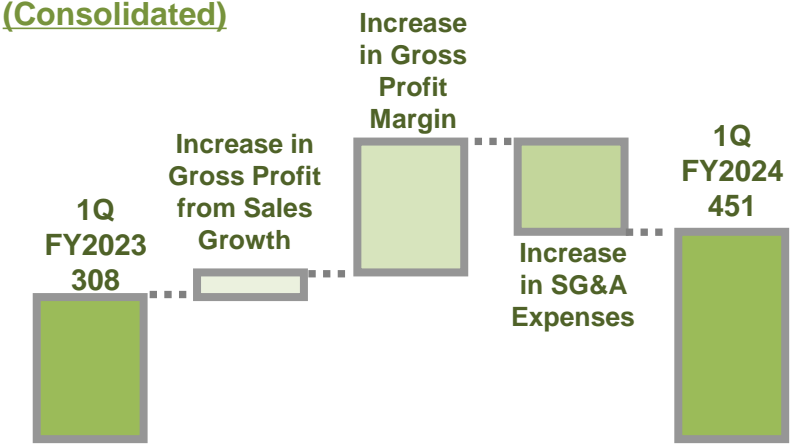 (Consolidated)
Increase
in Gross
Profit
Margin
Increase in
Gross Profit
from Sales
Growth
1Q
FY2023
308
Increase
in SG&A
Expenses
1Q
FY2024
451